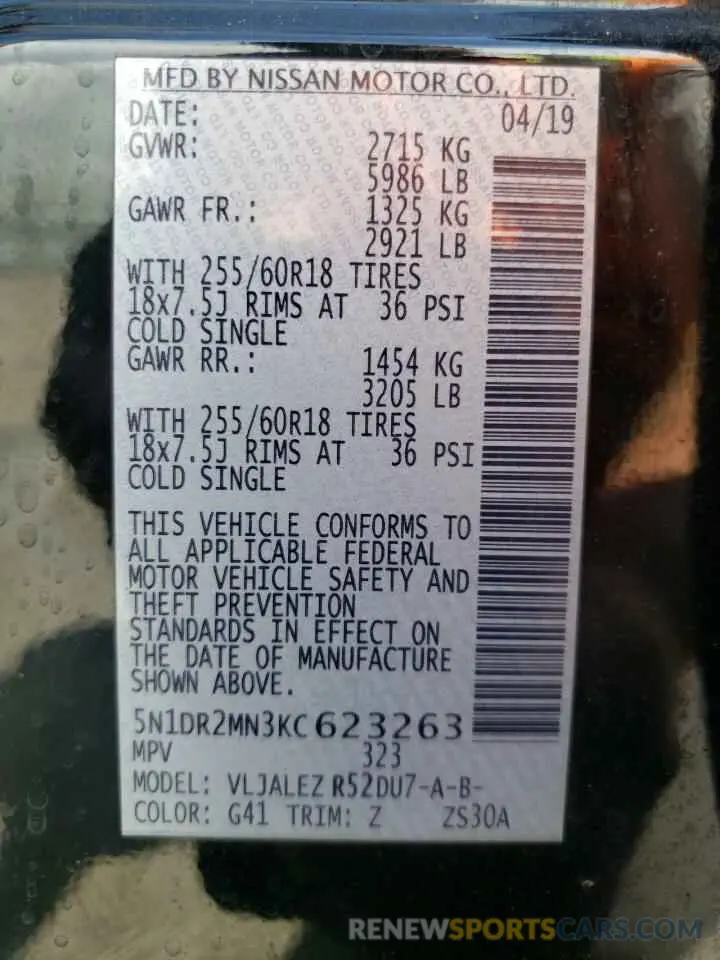 MFD BY NISSAN MOTOR CO., LTD.
DATE: 04/19
GVWR: 2715 KG
5986 LB
GAWR FR.: 1325 KG
2921 LB
WITH 255/60R18 TIRES
18x7.5J RIMS AT 36 PSI
COLD SINGLE
GAWR RR.: 1454 KG
3205 LB
WITH 255/60R18 TIRES
18x7.5J RIMS AT 36 PSI
COLD SINGLE
THIS VEHICLE CONFORMS TO
ALL APPLICABLE FEDERAL
MOTOR VEHICLE SAFETY AND
THEFT PREVENTION
STANDARDS IN EFFECT ON
THE DATE OF MANUFACTURE
SHOWN ABOVE.
5N1DR2MN3KC623263
MPV 323
MODEL: VLJALEZ R52DU7-A-B-
COLOR: G41 TRIM: Z ZS30A
RENEWSPORTSCARS.COM